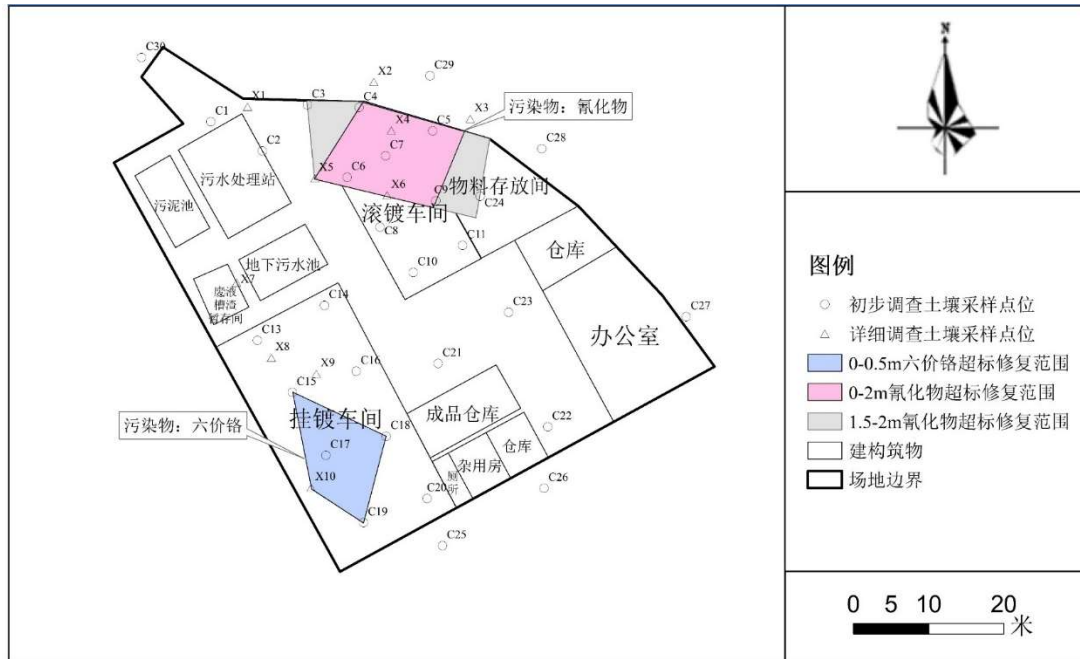 C30
X2
C29
X1
C3
C4
X3
污染物：氰化物
C1
X4
C5
C2
C7
C28
污水处理站
X5
C6
X6
C9
物料存放间
C24
污泥池
滚镀车间
C8
C11
仓库
地下污水池
C10
X7
废液
槽渣
暂存间
C14
C23
C27
C13
办公室
X8
X9
C16
C21
C15
污染物：六价铬
挂镀车间
成品仓库
C18
C22
C17
仓库
杂用房
X10
厕所
C20
C26
C19
C25
N
图例
初步调查土壤采样点位
详细调查土壤采样点位
0-0.5m六价铬超标修复范围
0-2m氰化物超标修复范围
1.5-2m氰化物超标修复范围
建构筑物
场地边界
0 5 10 20
米